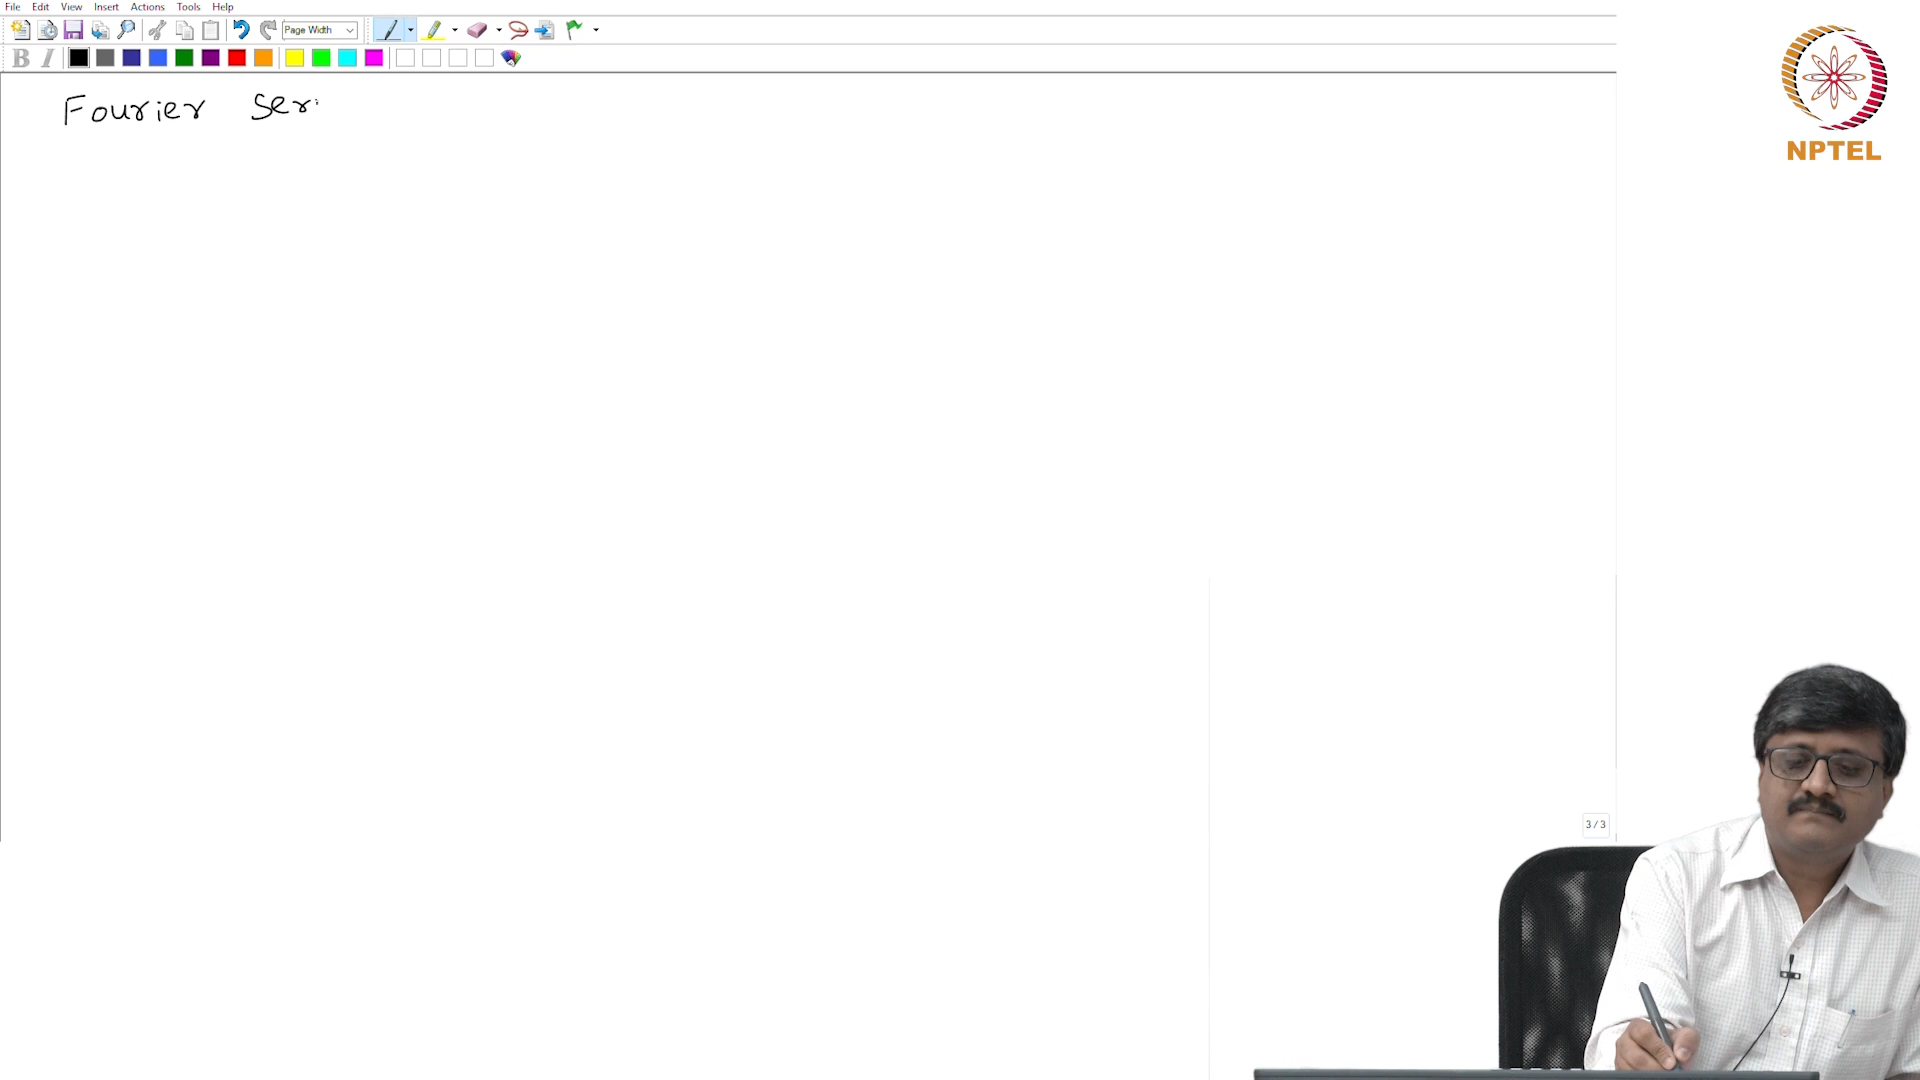 File Edit View Insert Actions Tools Help
Page Width
B I
Fourier Ser
NPTEL
3 / 3